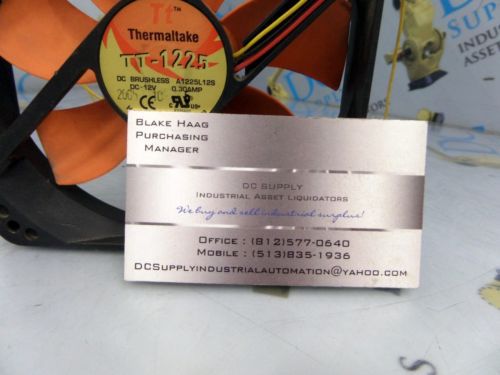 Tt™
Thermaltake
TT-1225
DC BRUSHLESS A1225L12S
DC-12V 0.30AMP
Blake Haag
Purchasing
Manager
DC Supply
Industrial Asset Liquidators
We buy and sell industrial surplus!
Office : (812)577-0640
Mobile : (513)835-1936
DCSupplyindustrialautomation@yahoo.com